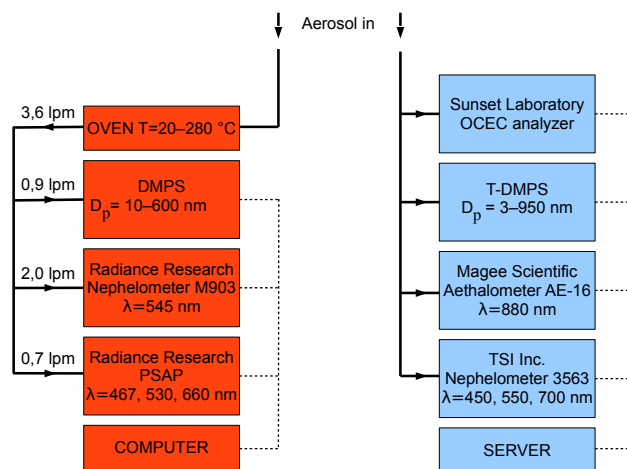 Aerosol in
3,6 lpm
OVEN T=20–280 °C
0,9 lpm
DMPS
Dp= 10–600 nm
2,0 lpm
Radiance Research
Nephelometer M903
λ=545 nm
0,7 lpm
Radiance Research
PSAP
λ=467, 530, 660 nm
COMPUTER
Sunset Laboratory
OCEC analyzer
T-DMPS
Dp = 3–950 nm
Magee Scientific
Aethalometer AE-16
λ=880 nm
TSI Inc.
Nephelometer 3563
λ=450, 550, 700 nm
SERVER